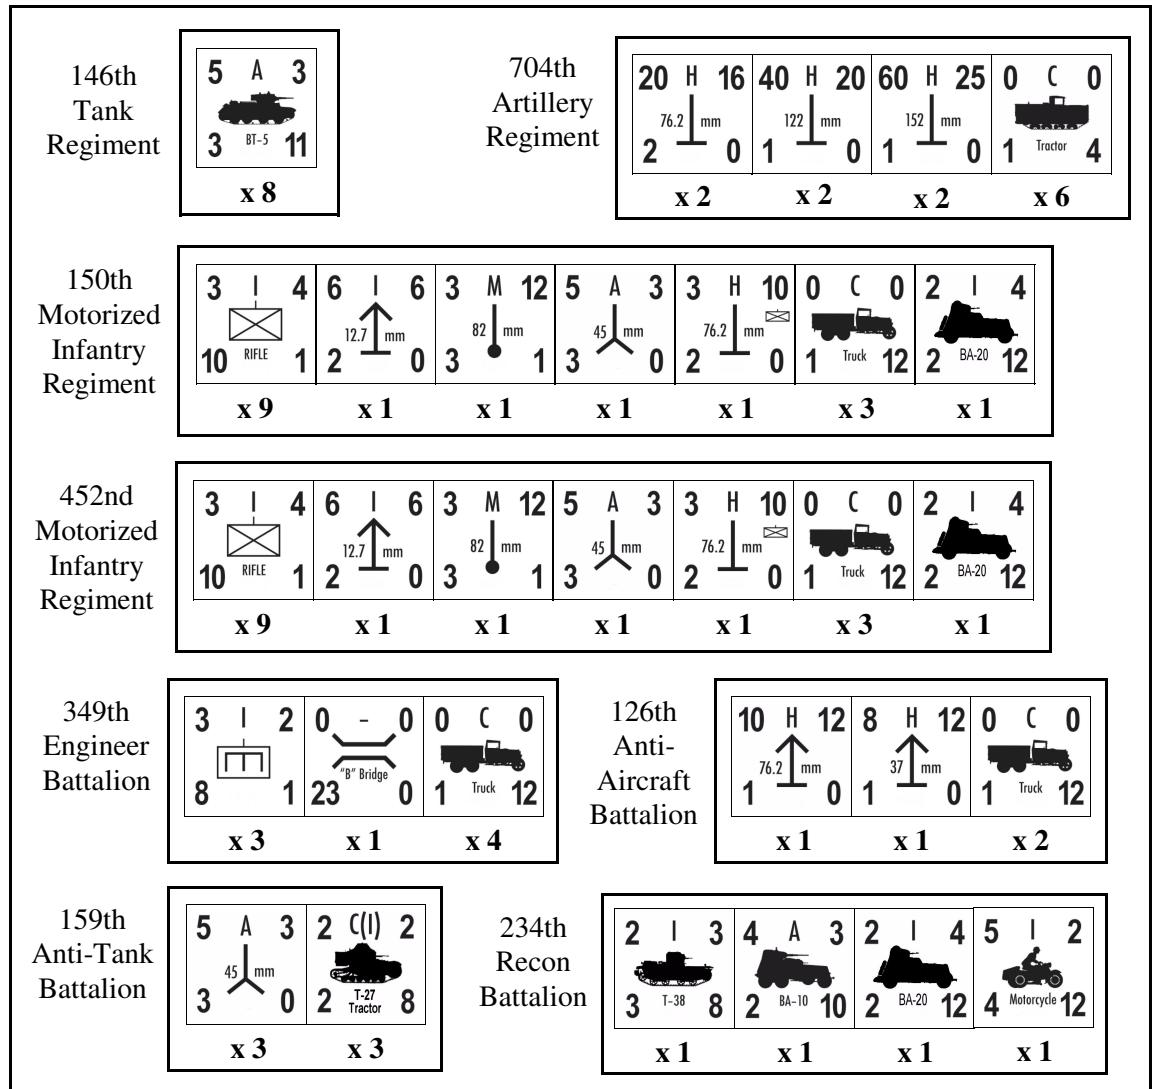 146th
Tank
Regiment
5 A 3
BT-5
3 11
x 8
704th
Artillery
Regiment
20 H 16 40 H 20 60 H 25 0 C 0
76.2 mm 122 mm 152 mm Tractor
2 0 1 0 1 0 1 4
x 2 x 2 x 2 x 6
150th
Motorized
Infantry
Regiment
3 I 4 6 I 6 3 M 12 5 A 3 3 H 10 0 C 0 2 I 4
RIFLE 12.7 mm 82 mm 45 mm 76.2 mm Truck BA-20
10 1 2 0 3 1 3 0 2 0 1 12 2 12
x 9 x 1 x 1 x 1 x 1 x 3 x 1
452nd
Motorized
Infantry
Regiment
3 I 4 6 I 6 3 M 12 5 A 3 3 H 10 0 C 0 2 I 4
RIFLE 12.7 mm 82 mm 45 mm 76.2 mm Truck BA-20
10 1 2 0 3 1 3 0 2 0 1 12 2 12
x 9 x 1 x 1 x 1 x 1 x 3 x 1
349th
Engineer
Battalion
3 I 2 0 - 0 0 C 0
"B" Bridge Truck
8 1 23 0 1 12
x 3 x 1 x 4
126th
Anti-
Aircraft
Battalion
10 H 12 8 H 12 0 C 0
76.2 mm 37 mm Truck
1 0 1 0 1 12
x 1 x 1 x 2
159th
Anti-Tank
Battalion
5 A 3 2 C(I) 2
45 mm T-27
Tractor
3 0 2 8
x 3 x 3
234th
Recon
Battalion
2 I 3 4 A 3 2 I 4 5 I 2
T-38 BA-10 BA-20 Motorcycle
3 8 2 10 2 12 4 12
x 1 x 1 x 1 x 1